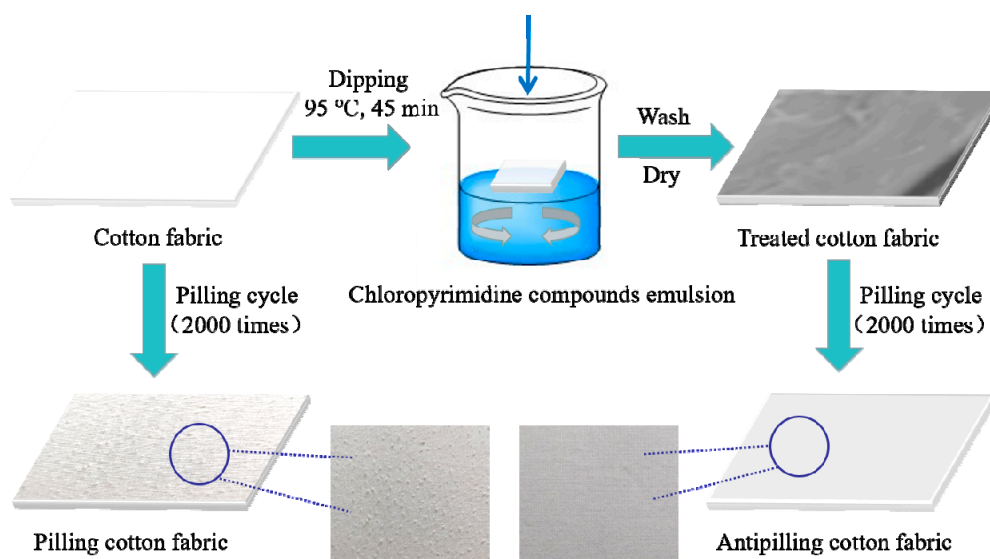 Dipping
95 ºC, 45 min
Wash
Dry
Cotton fabric
Treated cotton fabric
Chloropyrimidine compounds emulsion
Pilling cycle
（2000 times）
Pilling cycle
（2000 times）
Pilling cotton fabric
Antipilling cotton fabric